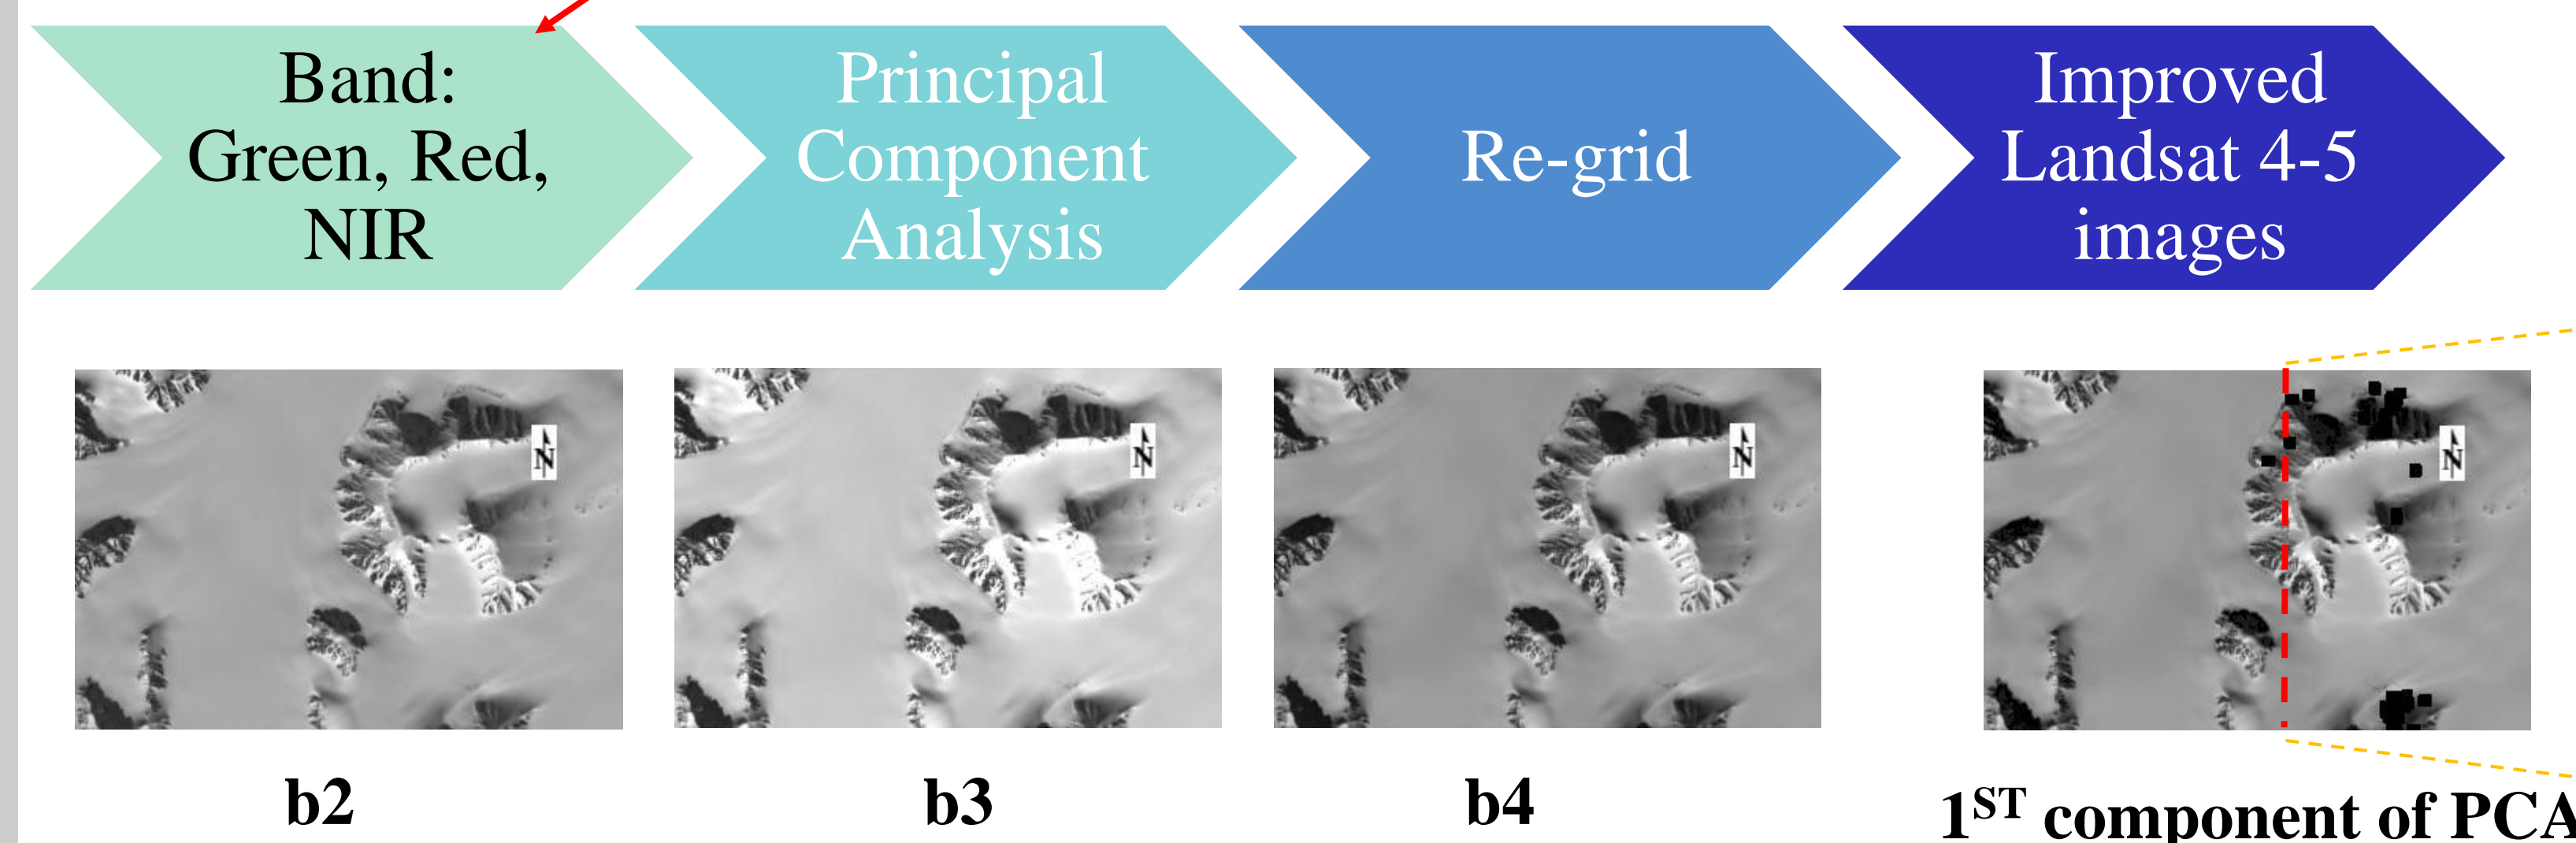 Band:
Green, Red,
NIR
Principal
Component
Analysis
Re-grid
Improved
Landsat 4-5
images
N
N
N
N
b2
b3
b4
1ST component of PCA